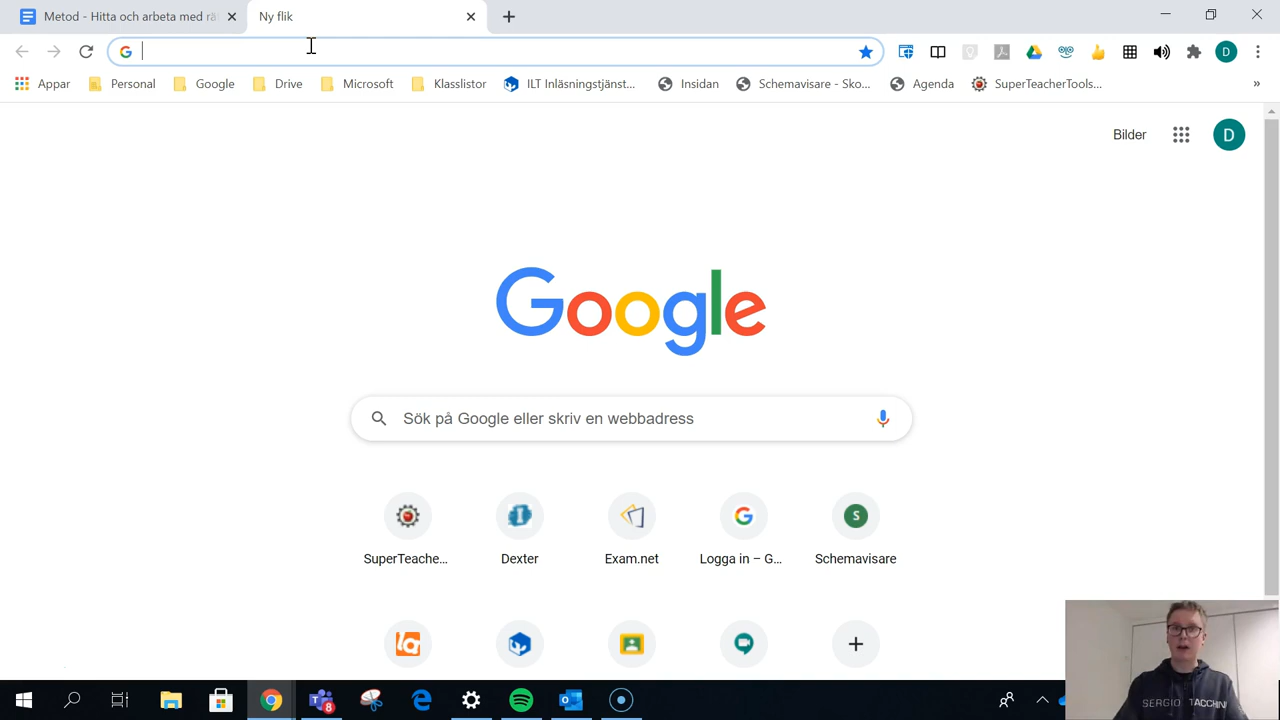 Metod - Hitta och arbeta med rä
Ny flik
D
Appar
Personal
Google
Drive
Microsoft
Klasslistor
ILT Inläsningstjänst...
Insidan
Schemavisare - Sko...
Agenda
SuperTeacherTools...
»
Bilder
D
Google
Sök på Google eller skriv en webbadress
S
SuperTeache...
Dexter
Exam.net
Logga in – G...
Schemavisare
8
SERGIO TACCHINI